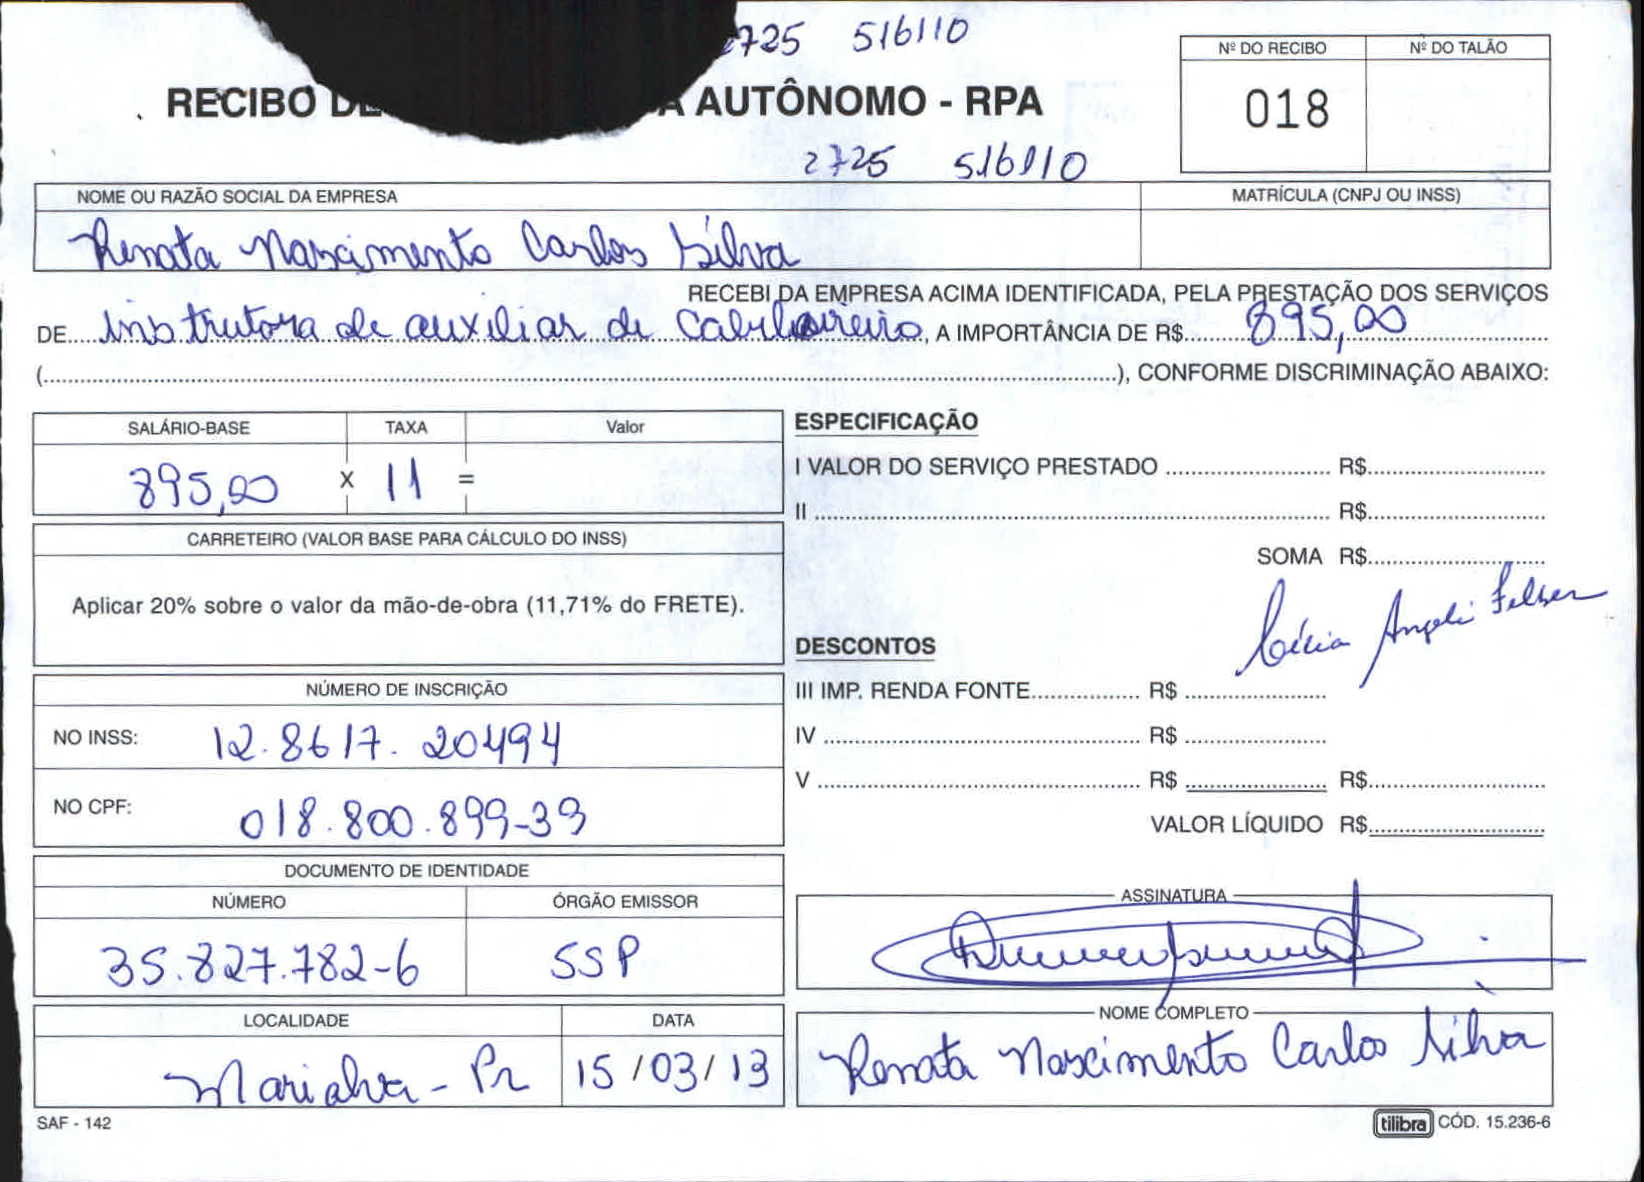 2725 516110
Nº DO RECIBO Nº DO TALÃO
RECIBO DE A AUTÔNOMO - RPA
018
2725 516110
NOME OU RAZÃO SOCIAL DA EMPRESA MATRÍCULA (CNPJ OU INSS)
Renata Nascimento Carlos Silva
RECEBI DA EMPRESA ACIMA IDENTIFICADA, PELA PRESTAÇÃO DOS SERVIÇOS
DE instrutora de auxiliar de , A IMPORTÂNCIA DE R$ 895,00
( ), CONFORME DISCRIMINAÇÃO ABAIXO:
SALÁRIO-BASE TAXA Valor
895,00 x 11 =
CARRETEIRO (VALOR BASE PARA CÁLCULO DO INSS)
Aplicar 20% sobre o valor da mão-de-obra (11,71% do FRETE).
NÚMERO DE INSCRIÇÃO
NO INSS: 12.8617.20494
NO CPF: 018.800.899-39
DOCUMENTO DE IDENTIDADE
NÚMERO ÓRGÃO EMISSOR
35.827.782-6 SSP
LOCALIDADE DATA
Marialva - Pr 15/03/13
SAF - 142
ESPECIFICAÇÃO
I VALOR DO SERVIÇO PRESTADO R$
II R$
SOMA R$
Célia Angeli
DESCONTOS
III IMP. RENDA FONTE R$
IV R$
V R$ R$
VALOR LÍQUIDO R$
ASSINATURA
NOME COMPLETO
Renata Nascimento Carlos Silva
tilibra CÓD. 15.236-6